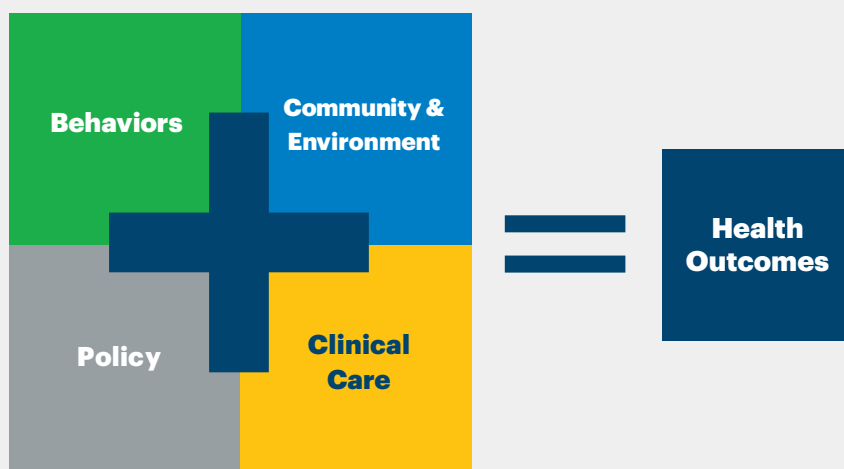 Behaviors
Community &
Environment
Policy
Clinical
Care
Health
Outcomes